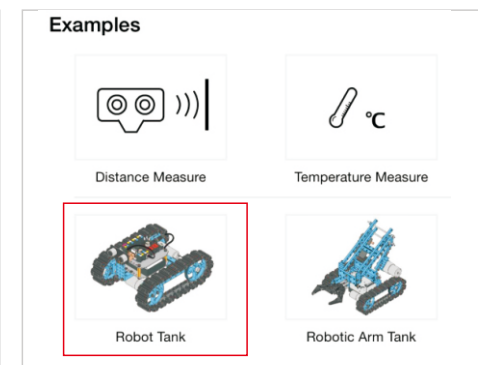 Examples
℃
Distance Measure
Temperature Measure
Robot Tank
Robotic Arm Tank